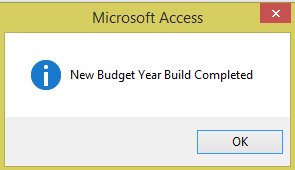 Microsoft Access
New Budget Year Build Completed
OK